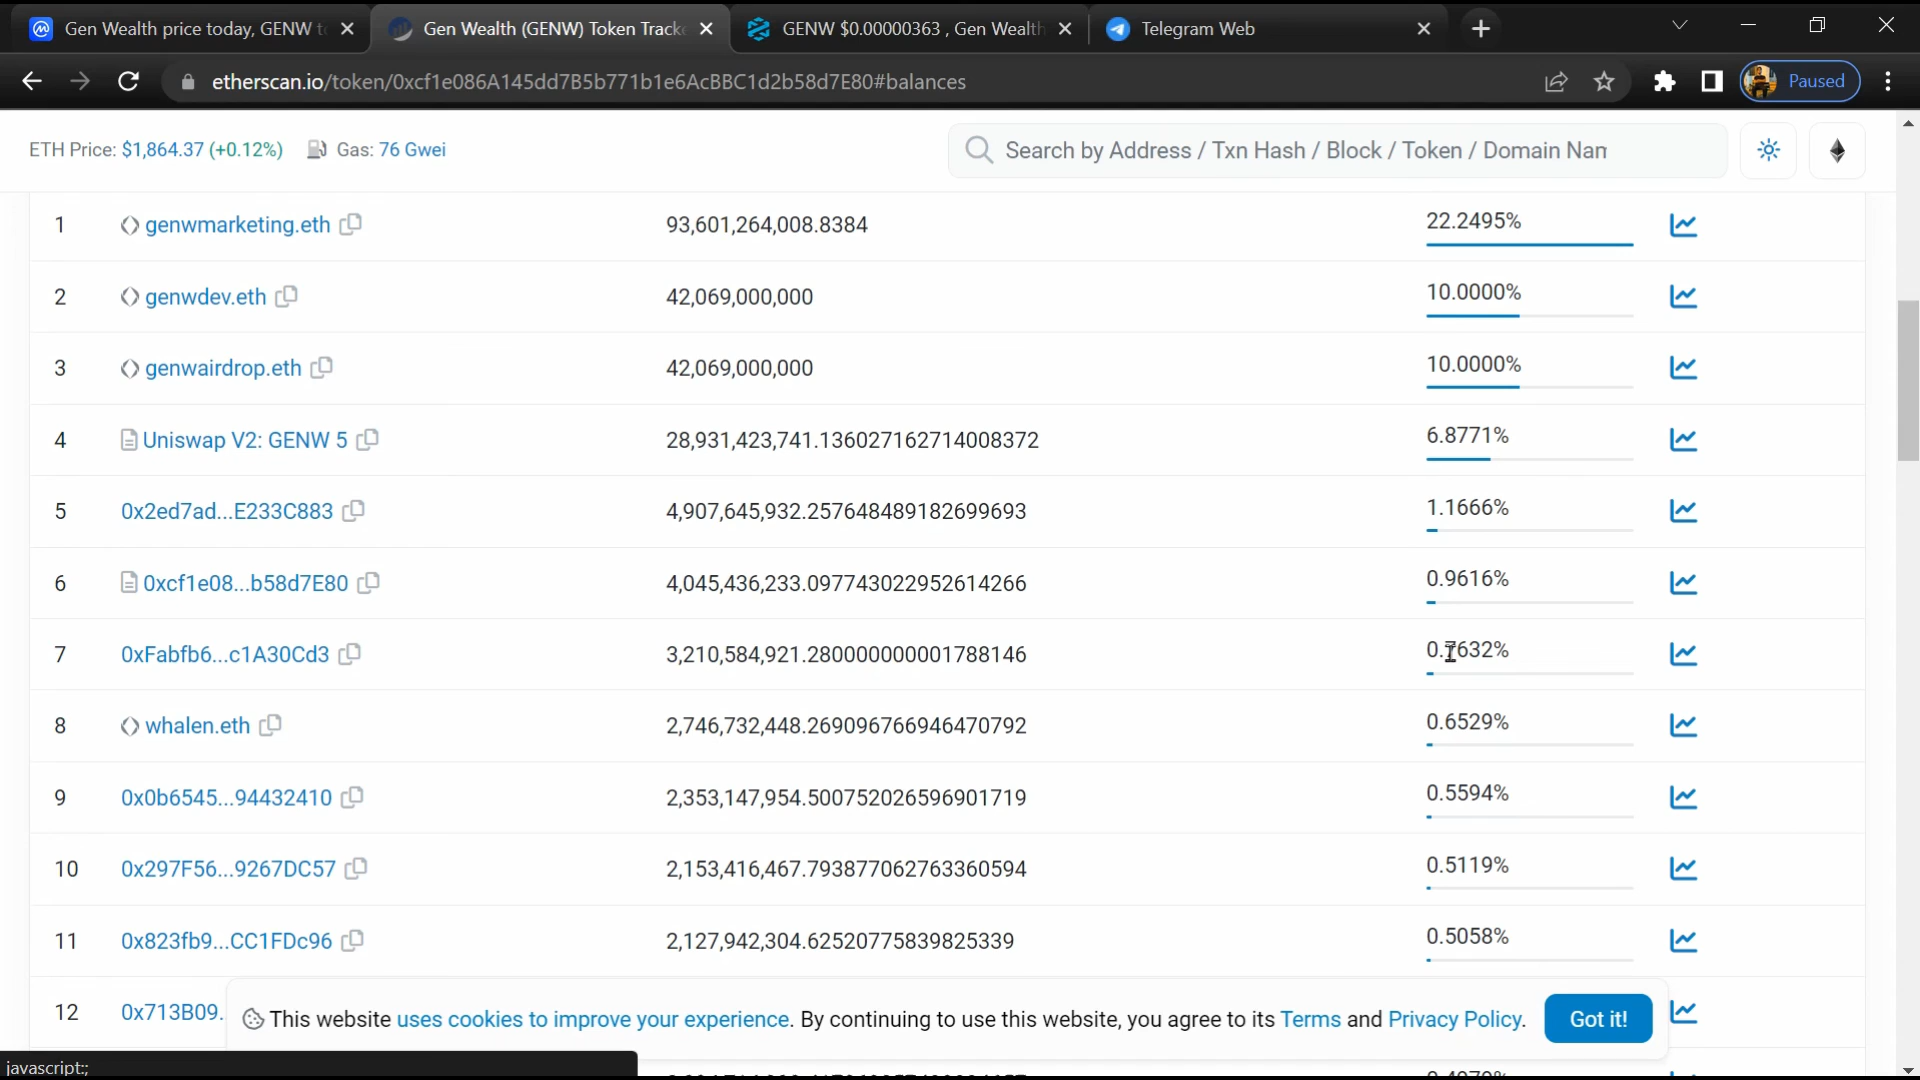 Gen Wealth price today, GENW t
Gen Wealth (GENW) Token Track
GENW $0.00000363 , Gen Wealth
Telegram Web
etherscan.io/token/0xcf1e086A145dd7B5b771b1e6AcBBC1d2b58d7E80#balances
Paused
ETH Price: $1,864.37 (+0.12%) Gas: 76 Gwei
Search by Address / Txn Hash / Block / Token / Domain Nam
1 genwmarketing.eth 93,601,264,008.8384 22.2495%
2 genwdev.eth 42,069,000,000 10.0000%
3 genwairdrop.eth 42,069,000,000 10.0000%
4 Uniswap V2: GENW 5 28,931,423,741.136027162714008372 6.8771%
5 0x2ed7ad...E233C883 4,907,645,932.257648489182699693 1.1666%
6 0xcf1e08...b58d7E80 4,045,436,233.097743022952614266 0.9616%
7 0xFabfb6...c1A30Cd3 3,210,584,921.280000000001788146 0.7632%
8 whalen.eth 2,746,732,448.269096766946470792 0.6529%
9 0x0b6545...94432410 2,353,147,954.500752026596901719 0.5594%
10 0x297F56...9267DC57 2,153,416,467.793877062763360594 0.5119%
11 0x823fb9...CC1FDc96 2,127,942,304.62520775839825339 0.5058%
12 0x713B09.
This website uses cookies to improve your experience. By continuing to use this website, you agree to its Terms and Privacy Policy. Got it!
javascript:;